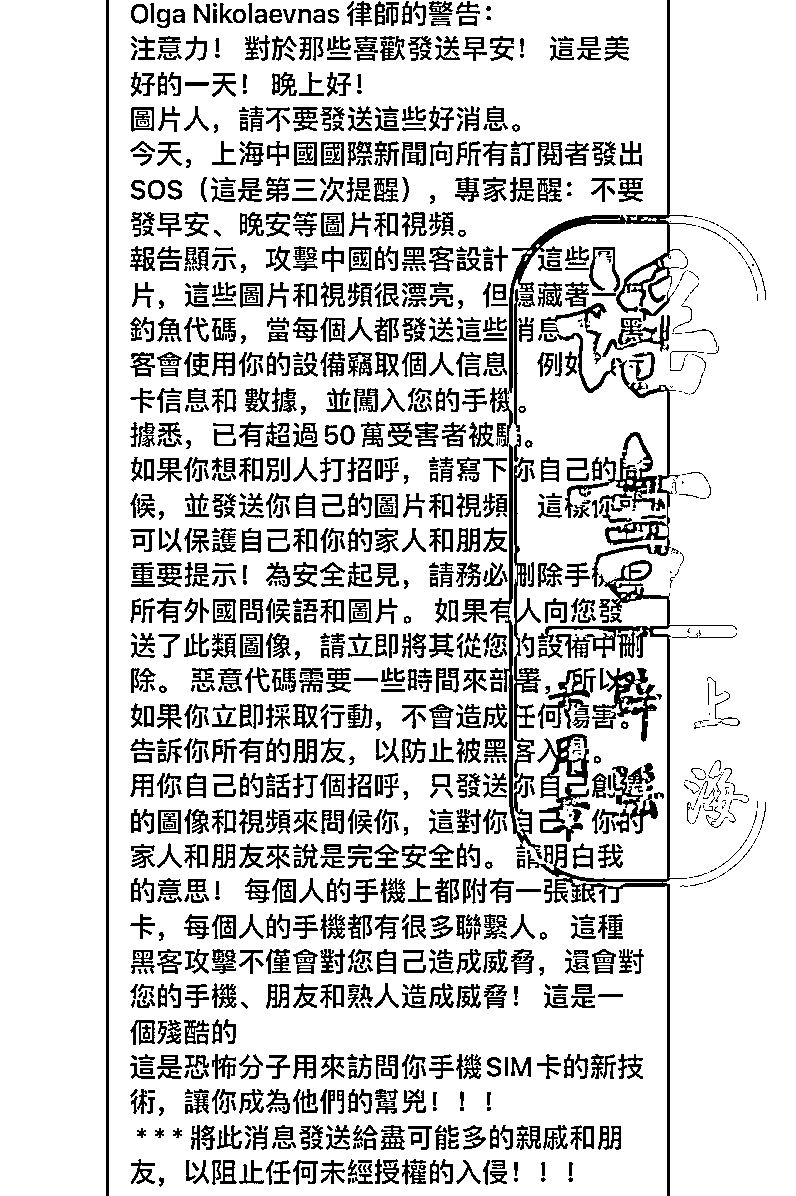 Olga Nikolaevnas 律師的警告：
注意力！ 對於那些喜歡發送早安！ 這是美
好的一天！ 晚上好！
圖片人，請不要發送這些好消息。
今天，上海中國國際新聞向所有訂閱者發出
SOS（這是第三次提醒），專家提醒：不要
發早安、晚安等圖片和視頻。
報告顯示，攻擊中國的黑客設計了這些圖
片，這些圖片和視頻很漂亮，但隱藏著一
釣魚代碼，當每個人都發送這些消息 黑
客會使用你的設備竊取個人信息 例如 行
卡信息和 數據，並闖入您的手機。
據悉，已有超過 50 萬受害者被騙。
如果你想和別人打招呼，請寫下你自己的問
候，並發送你自己的圖片和視頻 這樣你
可以保護自己和你的家人和朋友，
重要提示！為安全起見，請務必刪除手機
所有外國問候語和圖片。 如果有人向您發
送了此類圖像，請立即將其從您的設備中刪
除。 惡意代碼需要一些時間來部署，所以
如果你立即採取行動，不會造成任何傷害。
告訴你所有的朋友，以防止被黑客入 。
用你自己的話打個招呼，只發送你自己創建
的圖像和視頻來問候你，這對你自己 你的
家人和朋友來說是完全安全的。 請明白我
的意思！ 每個人的手機上都附有一張銀行
卡，每個人的手機都有很多聯繫人。 這種
黑客攻擊不僅會對您自己造成威脅，還會對
您的手機、朋友和熟人造成威脅！ 這是一
個殘酷的
這是恐怖分子用來訪問你手機SIM卡的新技
術，讓你成為他們的幫兇！！！
***將此消息發送給盡可能多的親戚和朋
友，以阻止任何未經授權的入侵！！！
謠言
上海
辟謠
专用章